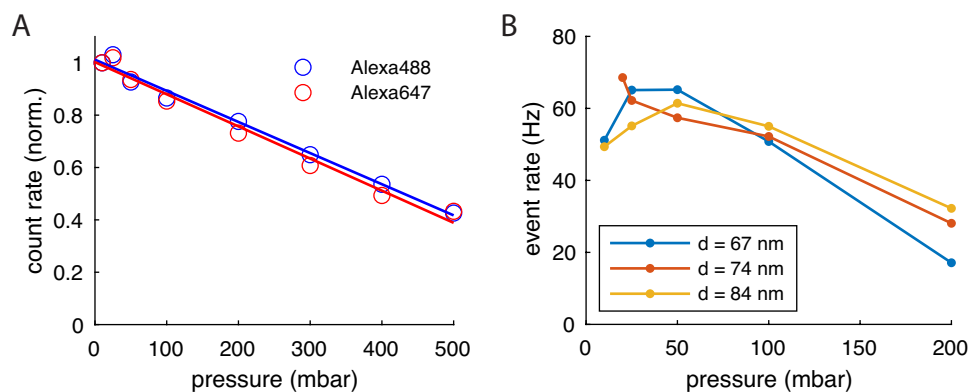 A
count rate (norm.)
1
0.8
0.6
0.4
0.2
0
0 100 200 300 400 500
pressure (mbar)
Alexa488
Alexa647
B
event rate (Hz)
80
60
40
20
0
0 50 100 150 200
pressure (mbar)
d = 67 nm
d = 74 nm
d = 84 nm